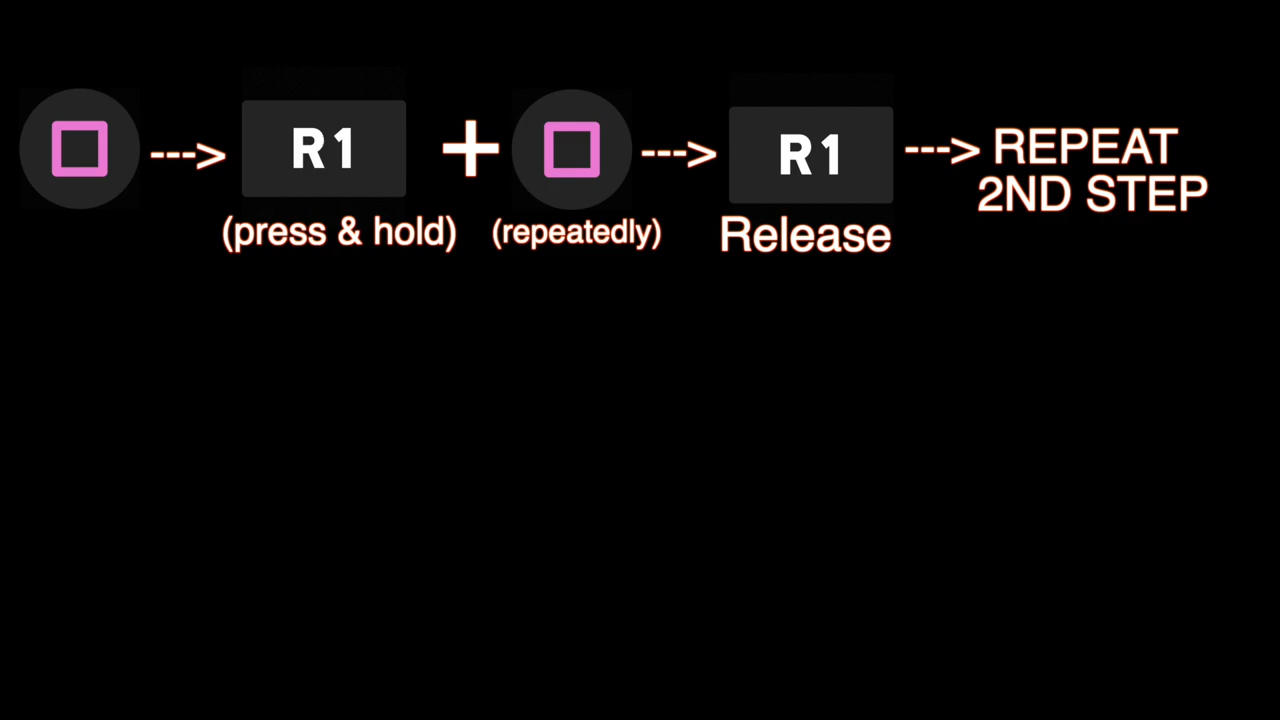 ---> R1 + ---> R1 ---> REPEAT
2ND STEP
(press & hold) (repeatedly) Release